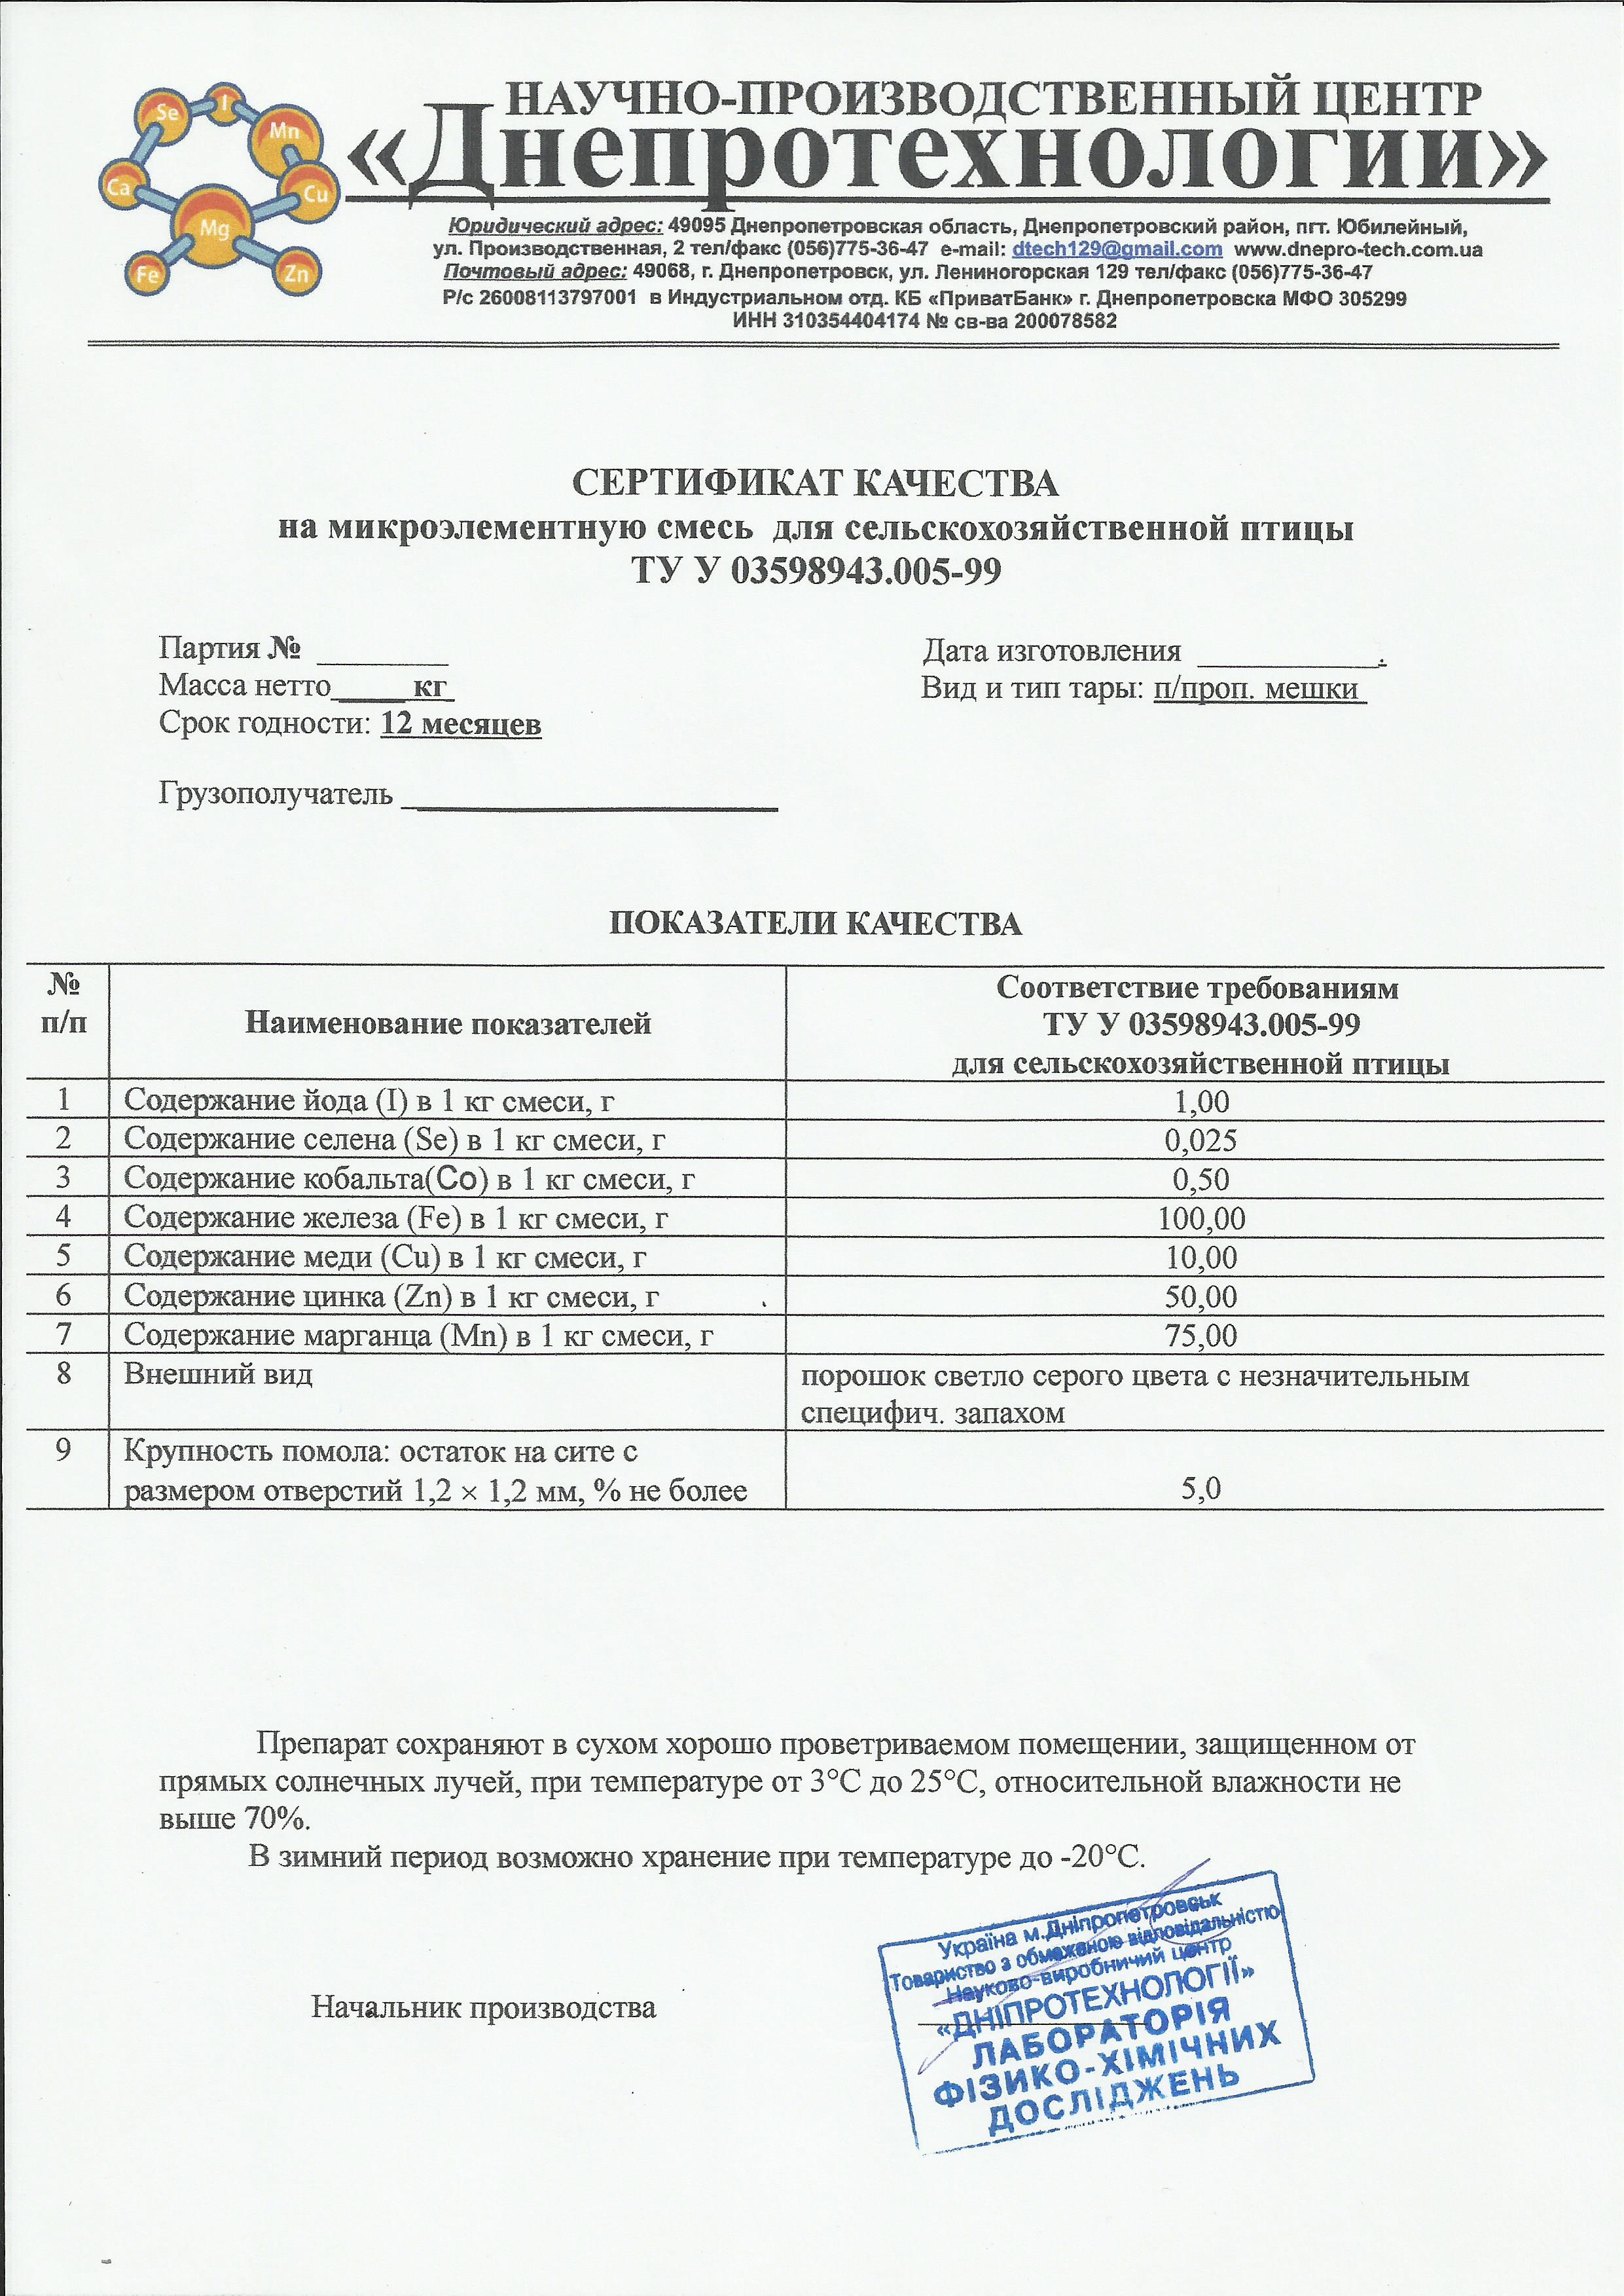 Se
I
Mn
Ca
Cu
Mg
Fe
Zn
НАУЧНО-ПРОИЗВОДСТВЕННЫЙ ЦЕНТР
«Днепротехнологии»
Юридический адрес: 49095 Днепропетровская область, Днепропетровский район, пгт. Юбилейный,
ул. Производственная, 2 тел/факс (056)775-36-47 e-mail: dtech129@gmail.com www.dnepro-tech.com.ua
Почтовый адрес: 49068, г. Днепропетровск, ул. Лениногорская 129 тел/факс (056)775-36-47
Р/с 26008113797001 в Индустриальном отд. КБ «ПриватБанк» г. Днепропетровска МФО 305299
ИНН 310354404174 № св-ва 200078582
СЕРТИФИКАТ КАЧЕСТВА
на микроэлементную смесь для сельскохозяйственной птицы
ТУ У 03598943.005-99
Партия № ________ Дата изготовления ___________.
Масса нетто_____кг Вид и тип тары: п/проп. мешки
Срок годности: 12 месяцев
Грузополучатель _______________________
ПОКАЗАТЕЛИ КАЧЕСТВА
№ п/п Наименование показателей Соответствие требованиям
ТУ У 03598943.005-99
для сельскохозяйственной птицы
1 Содержание йода (I) в 1 кг смеси, г 1,00
2 Содержание селена (Se) в 1 кг смеси, г 0,025
3 Содержание кобальта(Co) в 1 кг смеси, г 0,50
4 Содержание железа (Fe) в 1 кг смеси, г 100,00
5 Содержание меди (Cu) в 1 кг смеси, г 10,00
6 Содержание цинка (Zn) в 1 кг смеси, г 50,00
7 Содержание марганца (Mn) в 1 кг смеси, г 75,00
8 Внешний вид порошок светло серого цвета с незначительным
специфич. запахом
9 Крупность помола: остаток на сите с
размером отверстий 1,2 × 1,2 мм, % не более 5,0
Препарат сохраняют в сухом хорошо проветриваемом помещении, защищенном от
прямых солнечных лучей, при температуре от 3°С до 25°С, относительной влажности не
выше 70%.
В зимний период возможно хранение при температуре до -20°С.
Начальник производства
Україна м.Дніпропетровськ
Товариство з обмеженою відповідальністю
Науково-виробничий центр
«ДНІПРОТЕХНОЛОГІЇ»
ЛАБОРАТОРІЯ
ФІЗИКО-ХІМІЧНИХ
ДОСЛІДЖЕНЬ